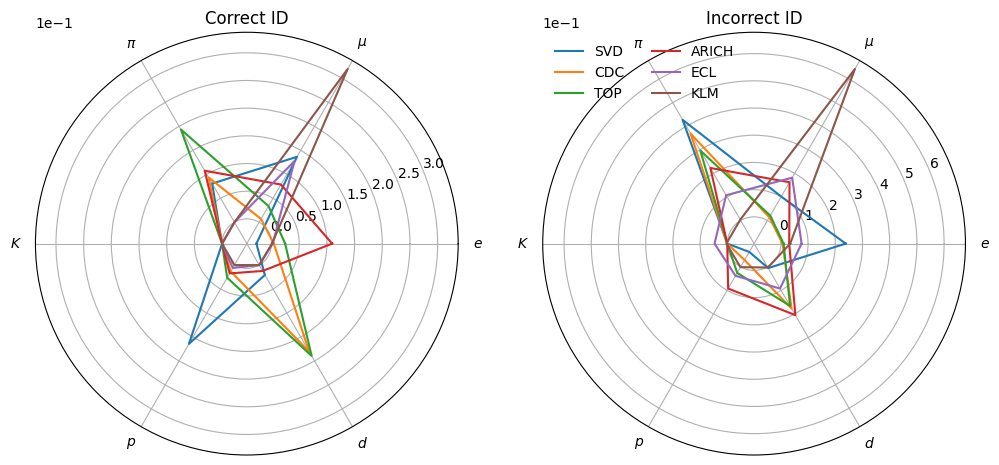 Correct ID
1e−1
μ
π
3.0
2.5
2.0
1.5
1.0
0.5
0.0
K
e
p
d
Incorrect ID
1e−1
μ
π
SVD ARICH
CDC ECL
TOP KLM
6
5
4
3
2
1
0
K
e
p
d